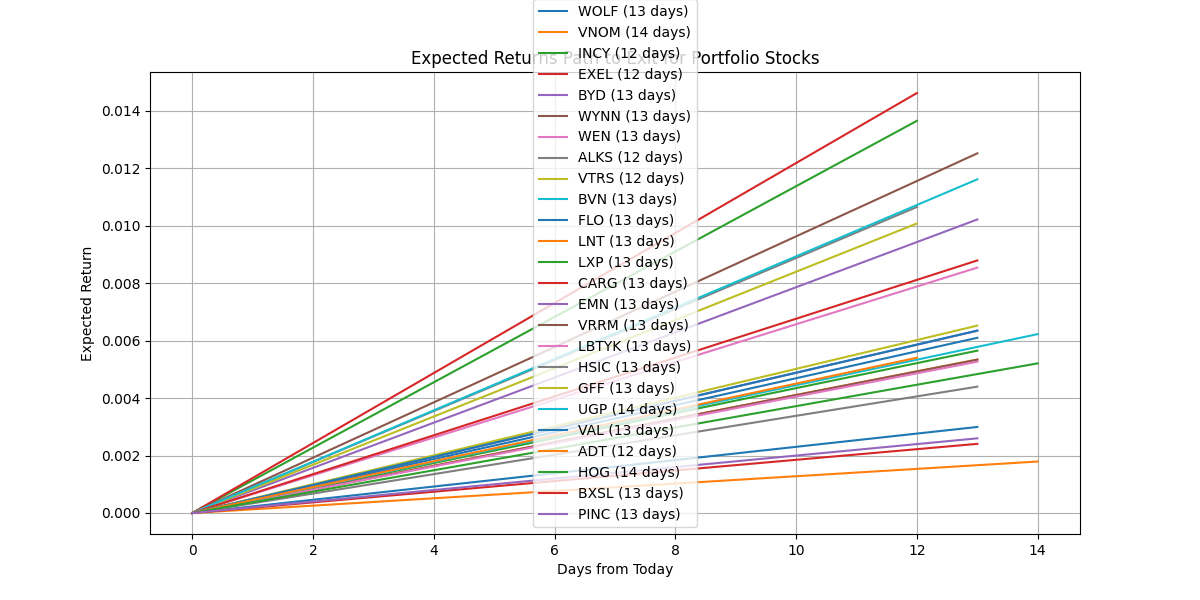 Expected Returns Path to Exit for Portfolio Stocks
WOLF (13 days)
VNOM (14 days)
INCY (12 days)
EXEL (12 days)
BYD (13 days)
WYNN (13 days)
WEN (13 days)
ALKS (12 days)
VTRS (12 days)
BVN (13 days)
FLO (13 days)
LNT (13 days)
LXP (13 days)
CARG (13 days)
EMN (13 days)
VRRM (13 days)
LBTYK (13 days)
HSIC (13 days)
GFF (13 days)
UGP (14 days)
VAL (13 days)
ADT (12 days)
HOG (14 days)
BXSL (13 days)
PINC (13 days)
Expected Return
0.014
0.012
0.010
0.008
0.006
0.004
0.002
0.000
0 2 4 6 8 10 12 14
Days from Today